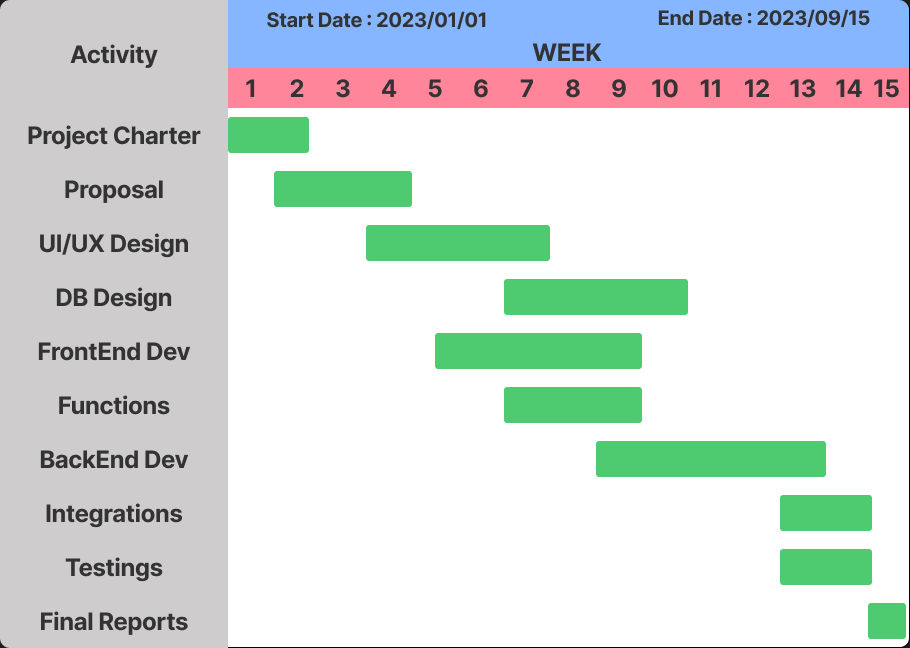 Start Date : 2023/01/01
End Date : 2023/09/15
Activity
WEEK
1 2 3 4 5 6 7 8 9 10 11 12 13 14 15
Project Charter
Proposal
UI/UX Design
DB Design
FrontEnd Dev
Functions
BackEnd Dev
Integrations
Testings
Final Reports